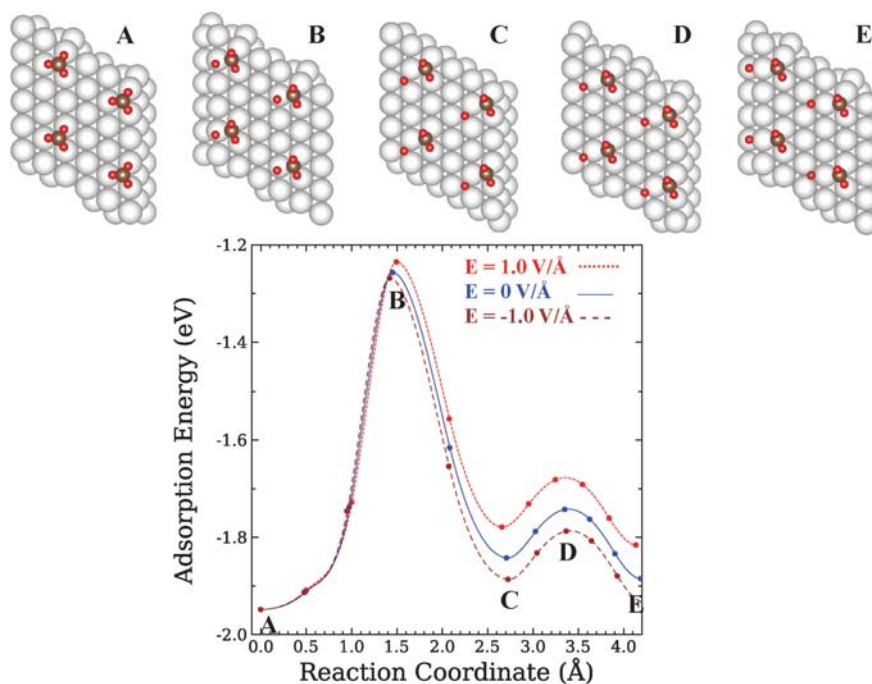 A B C D E
E = 1.0 V/Å
E = 0 V/Å
E = -1.0 V/Å
-1.2
-1.4
-1.6
-1.8
-2.0
Adsorption Energy (eV)
B
D
C
E
A
0.0 0.5 1.0 1.5 2.0 2.5 3.0 3.5 4.0
Reaction Coordinate (Å)